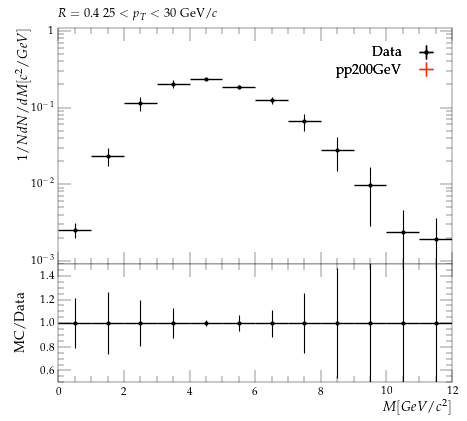 R = 0.4 25 < p_T < 30 GeV/c
1/NdN/dM[c²/GeV]
1
10⁻¹
10⁻²
10⁻³
Data
pp200GeV
MC/Data
1.4
1.2
1.0
0.8
0.6
0 2 4 6 8 10 12
M[GeV/c²]